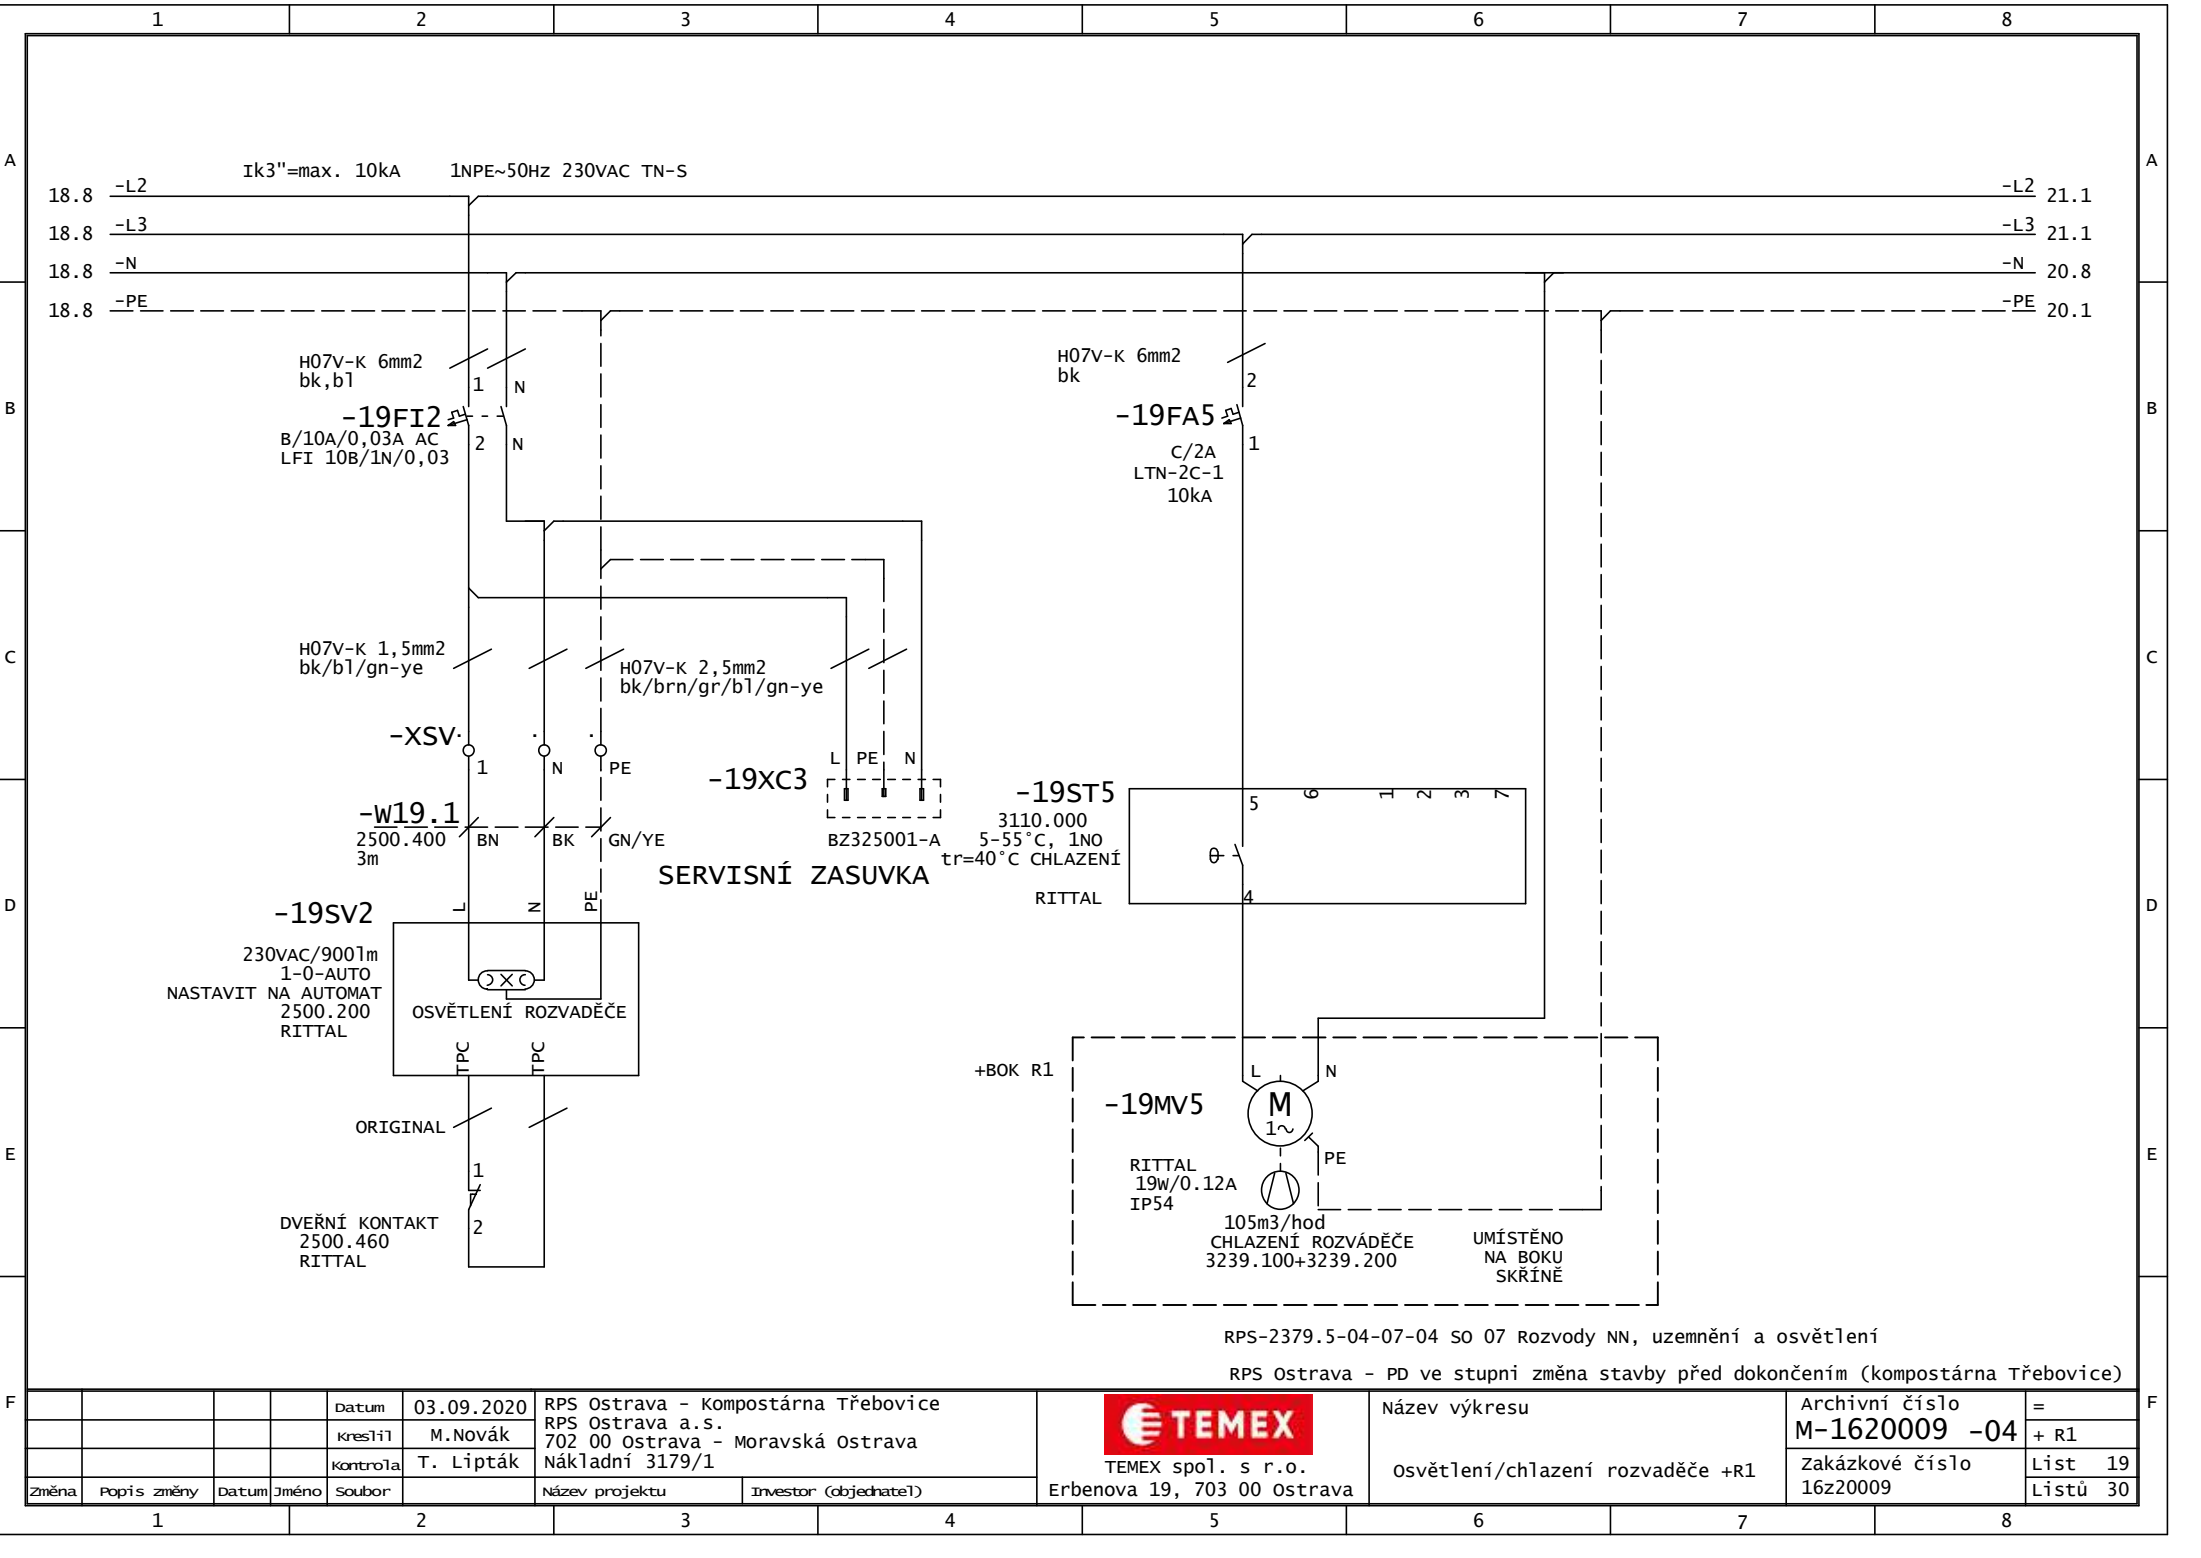 1 2 3 4 5 6 7 8
A A
Ik3"=max. 10kA 1NPE~50Hz 230VAC TN-S
18.8 -L2 -L2 21.1
18.8 -L3 -L3 21.1
18.8 -N -N 20.8
18.8 -PE -PE 20.1
H07V-K 6mm2
bk,bl
1 N
H07V-K 6mm2
bk
2
B B
-19FI2
B/10A/0,03A AC
LFI 10B/1N/0,03
2 N
-19FA5
1
C/2A
LTN-2C-1
10kA
C C
H07V-K 1,5mm2
bk/bl/gn-ye
H07V-K 2,5mm2
bk/brn/gr/bl/gn-ye
-XSV
1 N PE
L PE N
-19XC3
BZ325001-A
SERVISNÍ ZASUVKA
-W19.1
2500.400
3m
BN BK GN/YE
-19ST5
3110.000
5-55°C, 1NO
tr=40°C CHLAZENÍ
RITTAL
5 6 1 2 3 7
4
D D
-19SV2
L N PE
230VAC/900lm
1-0-AUTO
NASTAVIT NA AUTOMAT
2500.200
RITTAL
OSVĚTLENÍ ROZVADĚČE
TPC TPC
ORIGINAL
E E
1
2
DVEŘNÍ KONTAKT
2500.460
RITTAL
+BOK R1
-19MV5
L N
M
1~
PE
RITTAL
19W/0.12A
IP54
105m3/hod
CHLAZENÍ ROZVÁDĚČE
3239.100+3239.200
UMÍSTĚNO
NA BOKU
SKŘÍNĚ
RPS-2379.5-04-07-04 SO 07 Rozvody NN, uzemnění a osvětlení
RPS Ostrava - PD ve stupni změna stavby před dokončením (kompostárna Třebovice)
F F
Datum 03.09.2020
Kreslil M.Novák
Kontrola T. Lipták
Změna Popis změny Datum Jméno Soubor
RPS Ostrava - Kompostárna Třebovice
RPS Ostrava a.s.
702 00 Ostrava - Moravská Ostrava
Nákladní 3179/1
Název projektu Investor (objednatel)
TEMEX
TEMEX spol. s r.o.
Erbenova 19, 703 00 Ostrava
Název výkresu
Osvětlení/chlazení rozvaděče +R1
Archivní číslo
M-1620009 -04
Zakázkové číslo
16z20009
=
+ R1
List 19
Listů 30
1 2 3 4 5 6 7 8